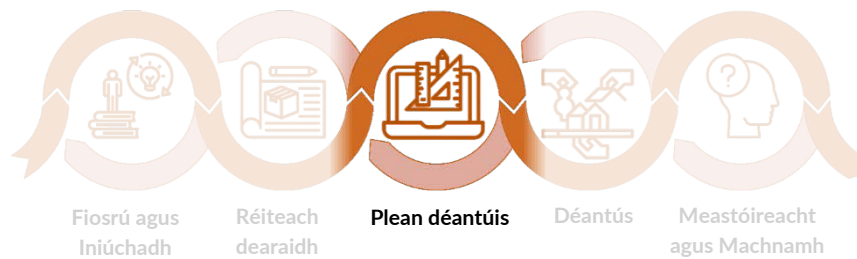 Fiosrú agus
Iniúchadh
Réiteach
dearaidh
Plean déantúis
Déantús
Meastóireacht
agus Machnamh